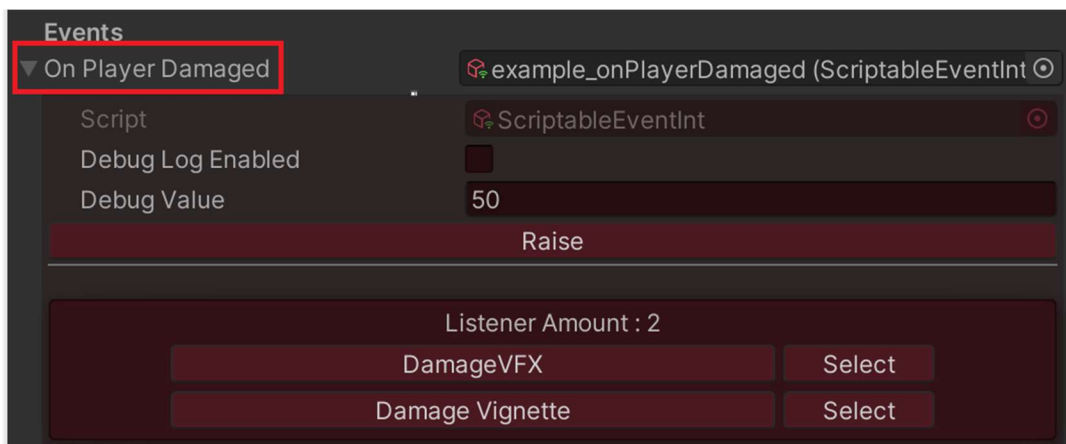 Events
On Player Damaged example_onPlayerDamaged (ScriptableEventInt
Script ScriptableEventInt
Debug Log Enabled
Debug Value 50
Raise
Listener Amount : 2
DamageVFX Select
Damage Vignette Select